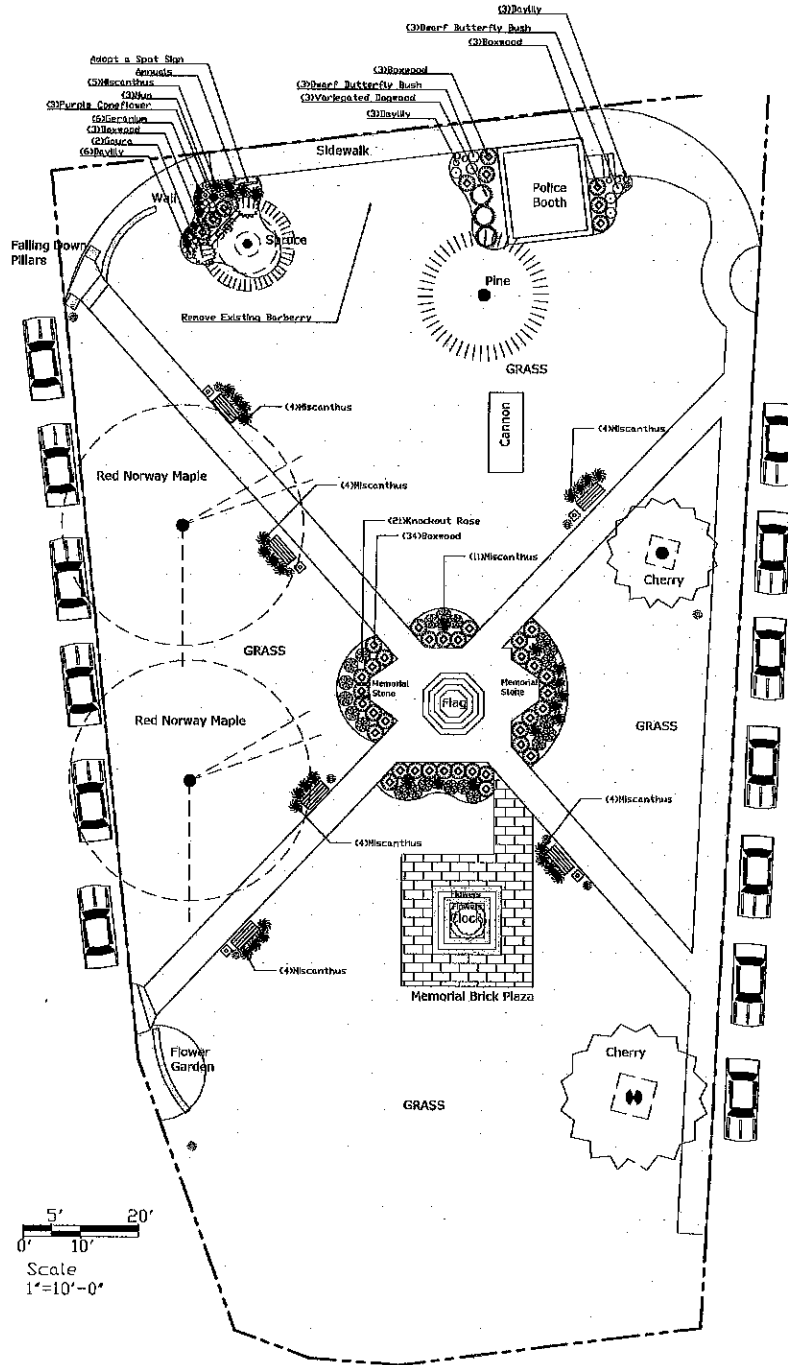 (3)Daylily
(3)Dwarf Butterfly Bush
(3)Boxwood
Adopt a Spot Sign
Annuals
(5)Miscanthus
(3)Mum
(3)Purple Coneflower
(6)Geranium
(3)Boxwood
(2)Gaura
(6)Daylily
(3)Boxwood
(3)Dwarf Butterfly Bush
(3)Variegated Dogwood
(3)Daylily
Sidewalk
Police
Booth
Wall
Spruce
Falling Down
Pillars
Pine
Remove Existing Barberry
GRASS
Cannon
(4)Miscanthus
(4)Miscanthus
Red Norway Maple
(4)Miscanthus
(21)Knockout Rose
(34)Boxwood
(11)Miscanthus
Cherry
GRASS
Memorial
Stone
Memorial
Stone
Flag
Red Norway Maple
GRASS
(4)Miscanthus
(4)Miscanthus
Flowers
Flowers
Clock
(4)Miscanthus
Memorial Brick Plaza
Flower
Garden
Cherry
GRASS
5' 20'
0' 10'
Scale
1"=10'-0"